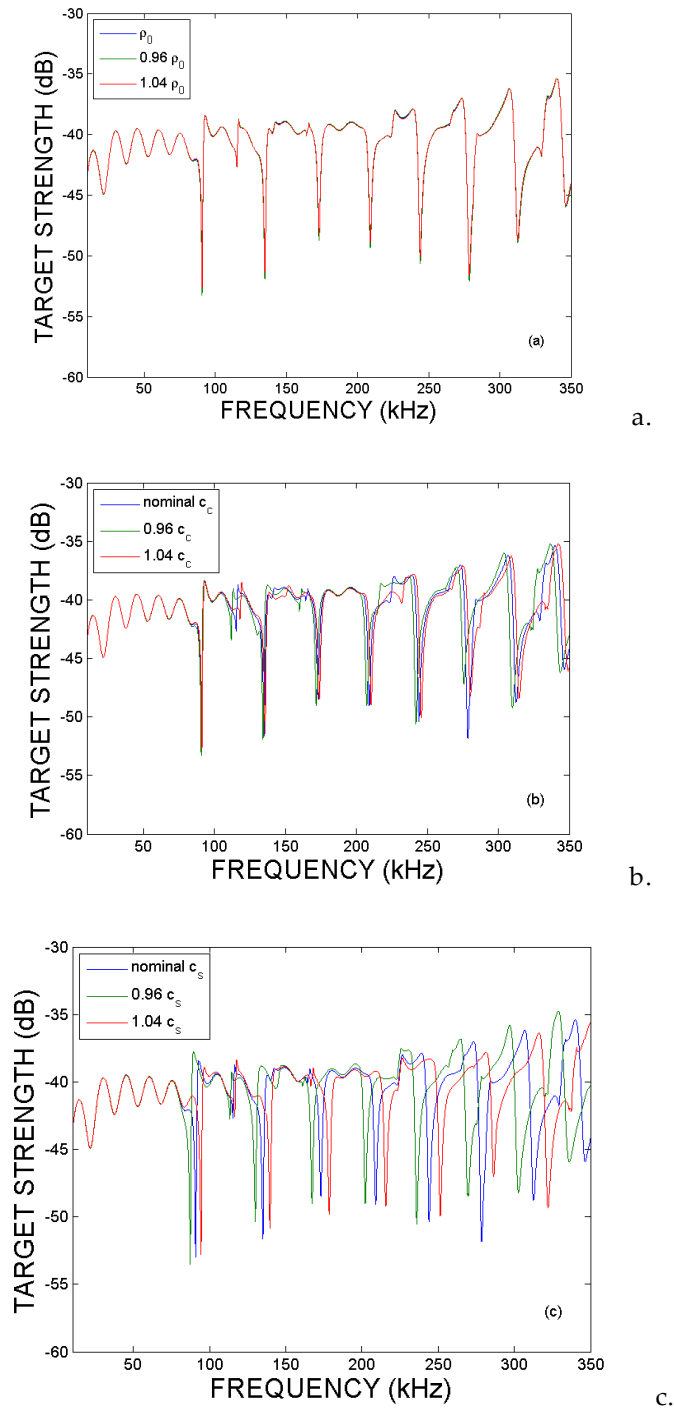 -30
-35
-40
-45
-50
-55
-60
TARGET STRENGTH (dB)
ρ0
0.96 ρ0
1.04 ρ0
(a)
50 100 150 200 250 300 350
FREQUENCY (kHz)
a.
-30
-35
-40
-45
-50
-55
-60
TARGET STRENGTH (dB)
nominal cC
0.96 cC
1.04 cC
(b)
50 100 150 200 250 300 350
FREQUENCY (kHz)
b.
-30
-35
-40
-45
-50
-55
-60
TARGET STRENGTH (dB)
nominal cS
0.96 cS
1.04 cS
(c)
50 100 150 200 250 300 350
FREQUENCY (kHz)
c.